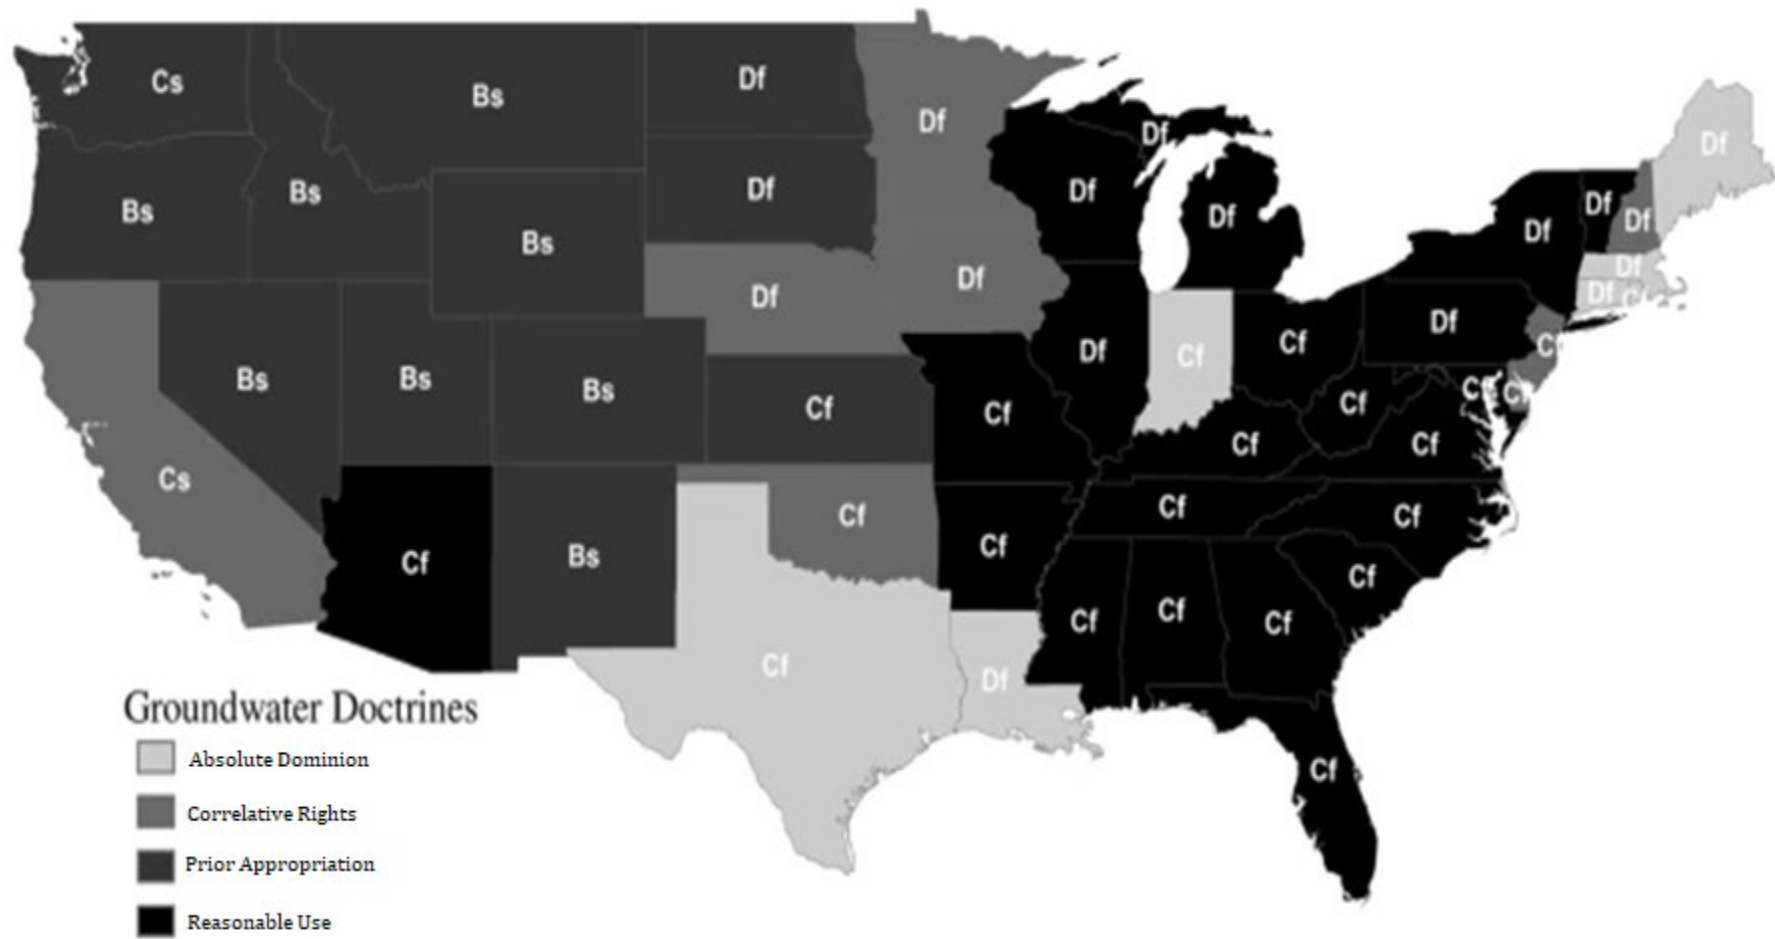 Cs
Bs
Df
Df
Df
Df
Bs
Bs
Df
Df
Df
Df
Df
Df
Df
Bs
Df
Df
Df
Df
Df
Bs
Bs
Bs
Cf
Cf
Df
Cf
Cf
Df
Cs
Cf
Cf
Cf
Cf
Cf
Cf
Bs
Cf
Cf
Cf
Cf
Cf
Cf
Cf
Cf
Cf
Df
Cf
Groundwater Doctrines
Absolute Dominion
Correlative Rights
Prior Appropriation
Reasonable Use